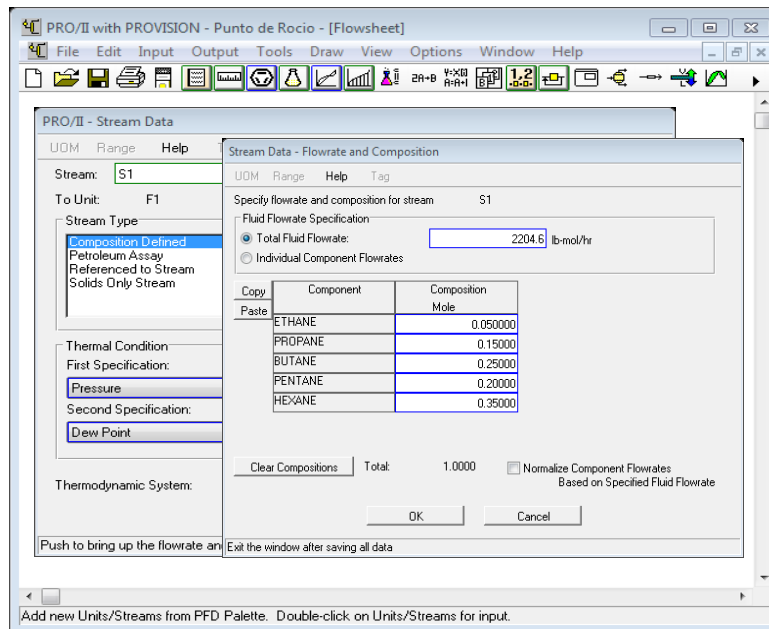 PRO/II with PROVISION - Punto de Rocio - [Flowsheet]
File Edit Input Output Tools Draw View Options Window Help
2A+B
1.2
PRO/II - Stream Data
UOM Range Help
Stream: S1
To Unit: F1
Stream Type
Composition Defined
Petroleum Assay
Referenced to Stream
Solids Only Stream
Thermal Condition
First Specification:
Pressure
Second Specification:
Dew Point
Thermodynamic System:
Push to bring up the flowrate an
Stream Data - Flowrate and Composition
UOM Range Help Tag
Specify flowrate and composition for stream S1
Fluid Flowrate Specification
Total Fluid Flowrate: 2204.6 lb-mol/hr
Individual Component Flowrates
Copy
Paste
Component Composition
Mole
ETHANE 0.050000
PROPANE 0.15000
BUTANE 0.25000
PENTANE 0.20000
HEXANE 0.35000
Clear Compositions Total: 1.0000 Normalize Component Flowrates
Based on Specified Fluid Flowrate
OK Cancel
Exit the window after saving all data
Add new Units/Streams from PFD Palette. Double-click on Units/Streams for input.